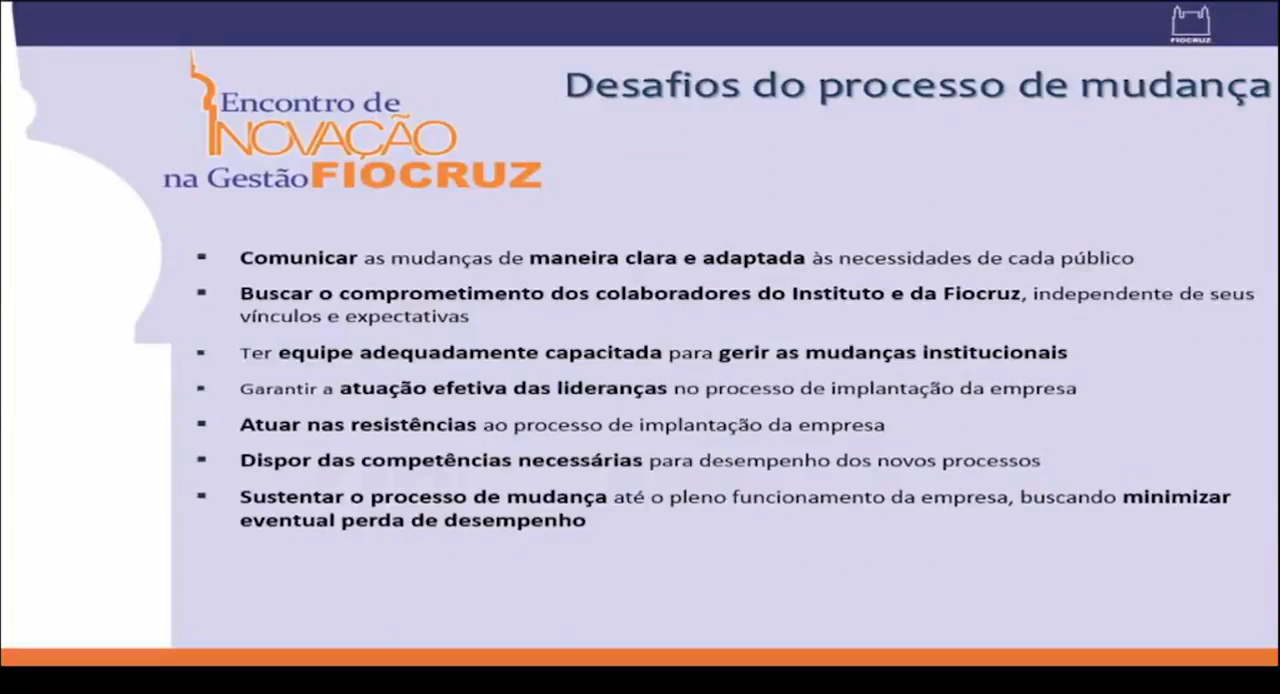 FIOCRUZ
Desafios do processo de mudança
Encontro de
INOVAÇÃO
na Gestão FIOCRUZ
▪ Comunicar as mudanças de maneira clara e adaptada às necessidades de cada público
▪ Buscar o comprometimento dos colaboradores do Instituto e da Fiocruz, independente de seus
vínculos e expectativas
▪ Ter equipe adequadamente capacitada para gerir as mudanças institucionais
▪ Garantir a atuação efetiva das lideranças no processo de implantação da empresa
▪ Atuar nas resistências ao processo de implantação da empresa
▪ Dispor das competências necessárias para desempenho dos novos processos
▪ Sustentar o processo de mudança até o pleno funcionamento da empresa, buscando minimizar
eventual perda de desempenho